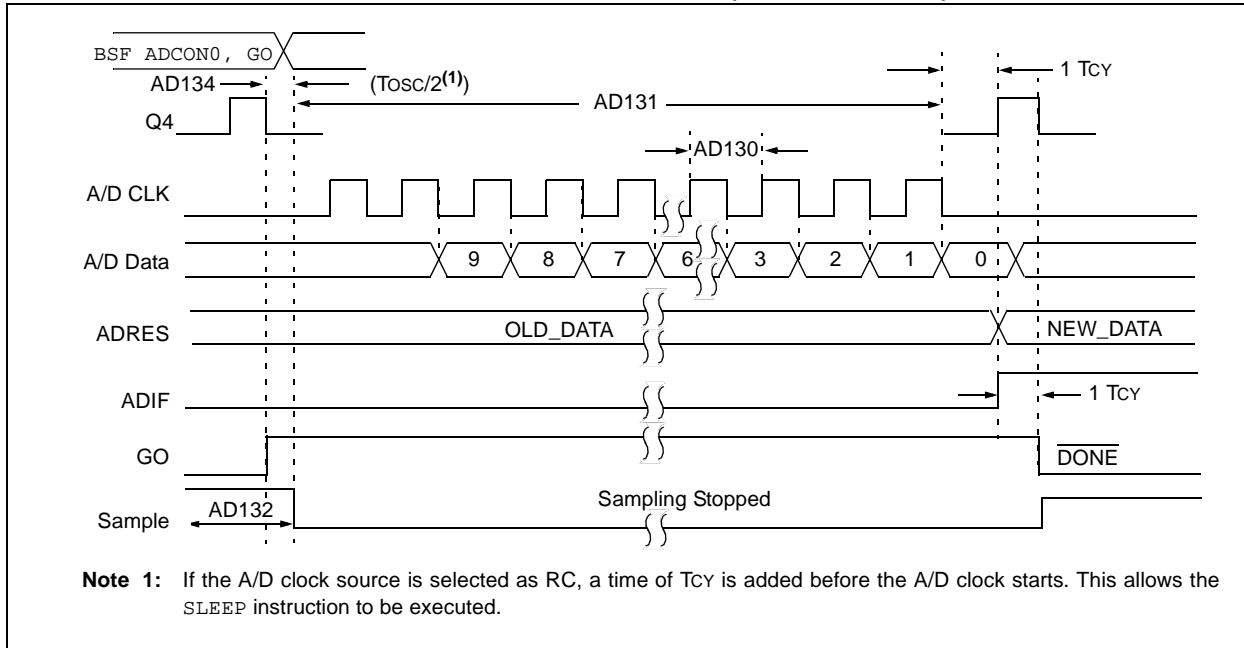 BSF ADCON0, GO
AD134 (TOSC/2(1)) 1 TCY
AD131
Q4
AD130
A/D CLK
A/D Data 9 8 7 6 3 2 1 0
ADRES OLD_DATA NEW_DATA
ADIF 1 TCY
GO DONE
Sampling Stopped
Sample AD132
Note 1: If the A/D clock source is selected as RC, a time of TCY is added before the A/D clock starts. This allows the
SLEEP instruction to be executed.